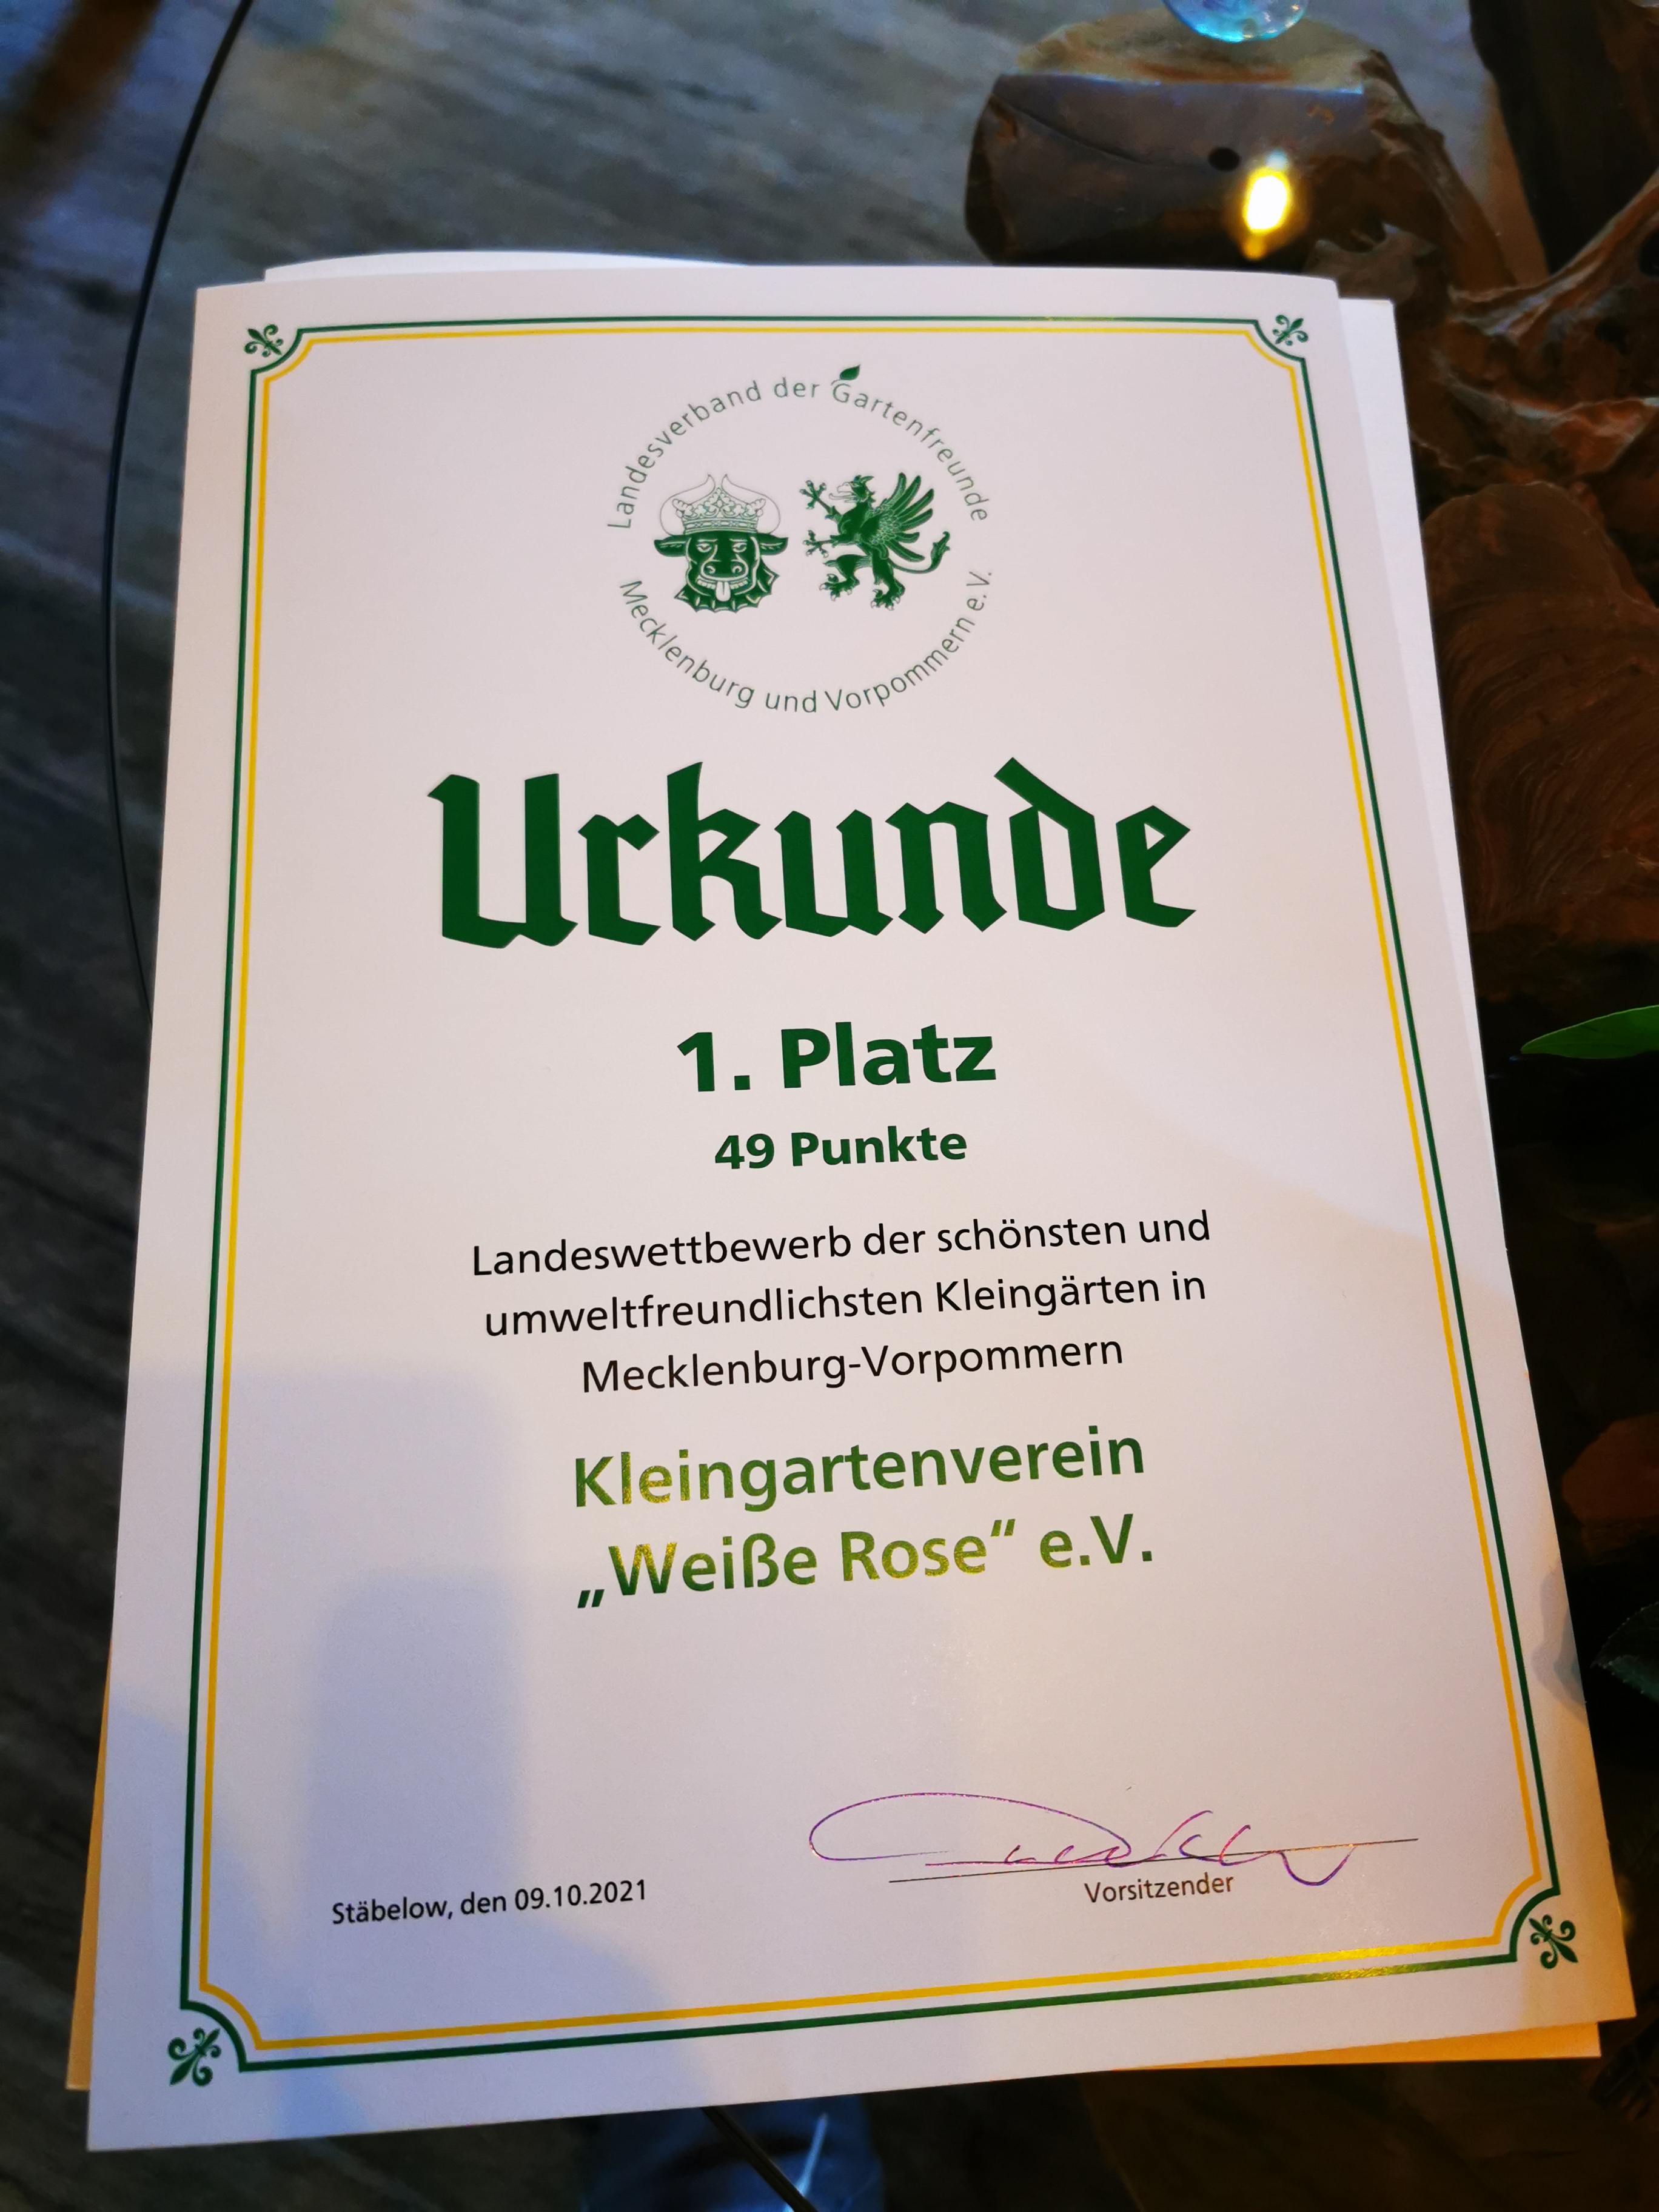 Landesverband der Gartenfreunde
Mecklenburg und Vorpommern e.V.
Urkunde
1. Platz
49 Punkte
Landeswettbewerb der schönsten und
umweltfreundlichsten Kleingärten in
Mecklenburg-Vorpommern
Kleingartenverein
„Weiße Rose“ e.V.
Stäbelow, den 09.10.2021
Vorsitzender